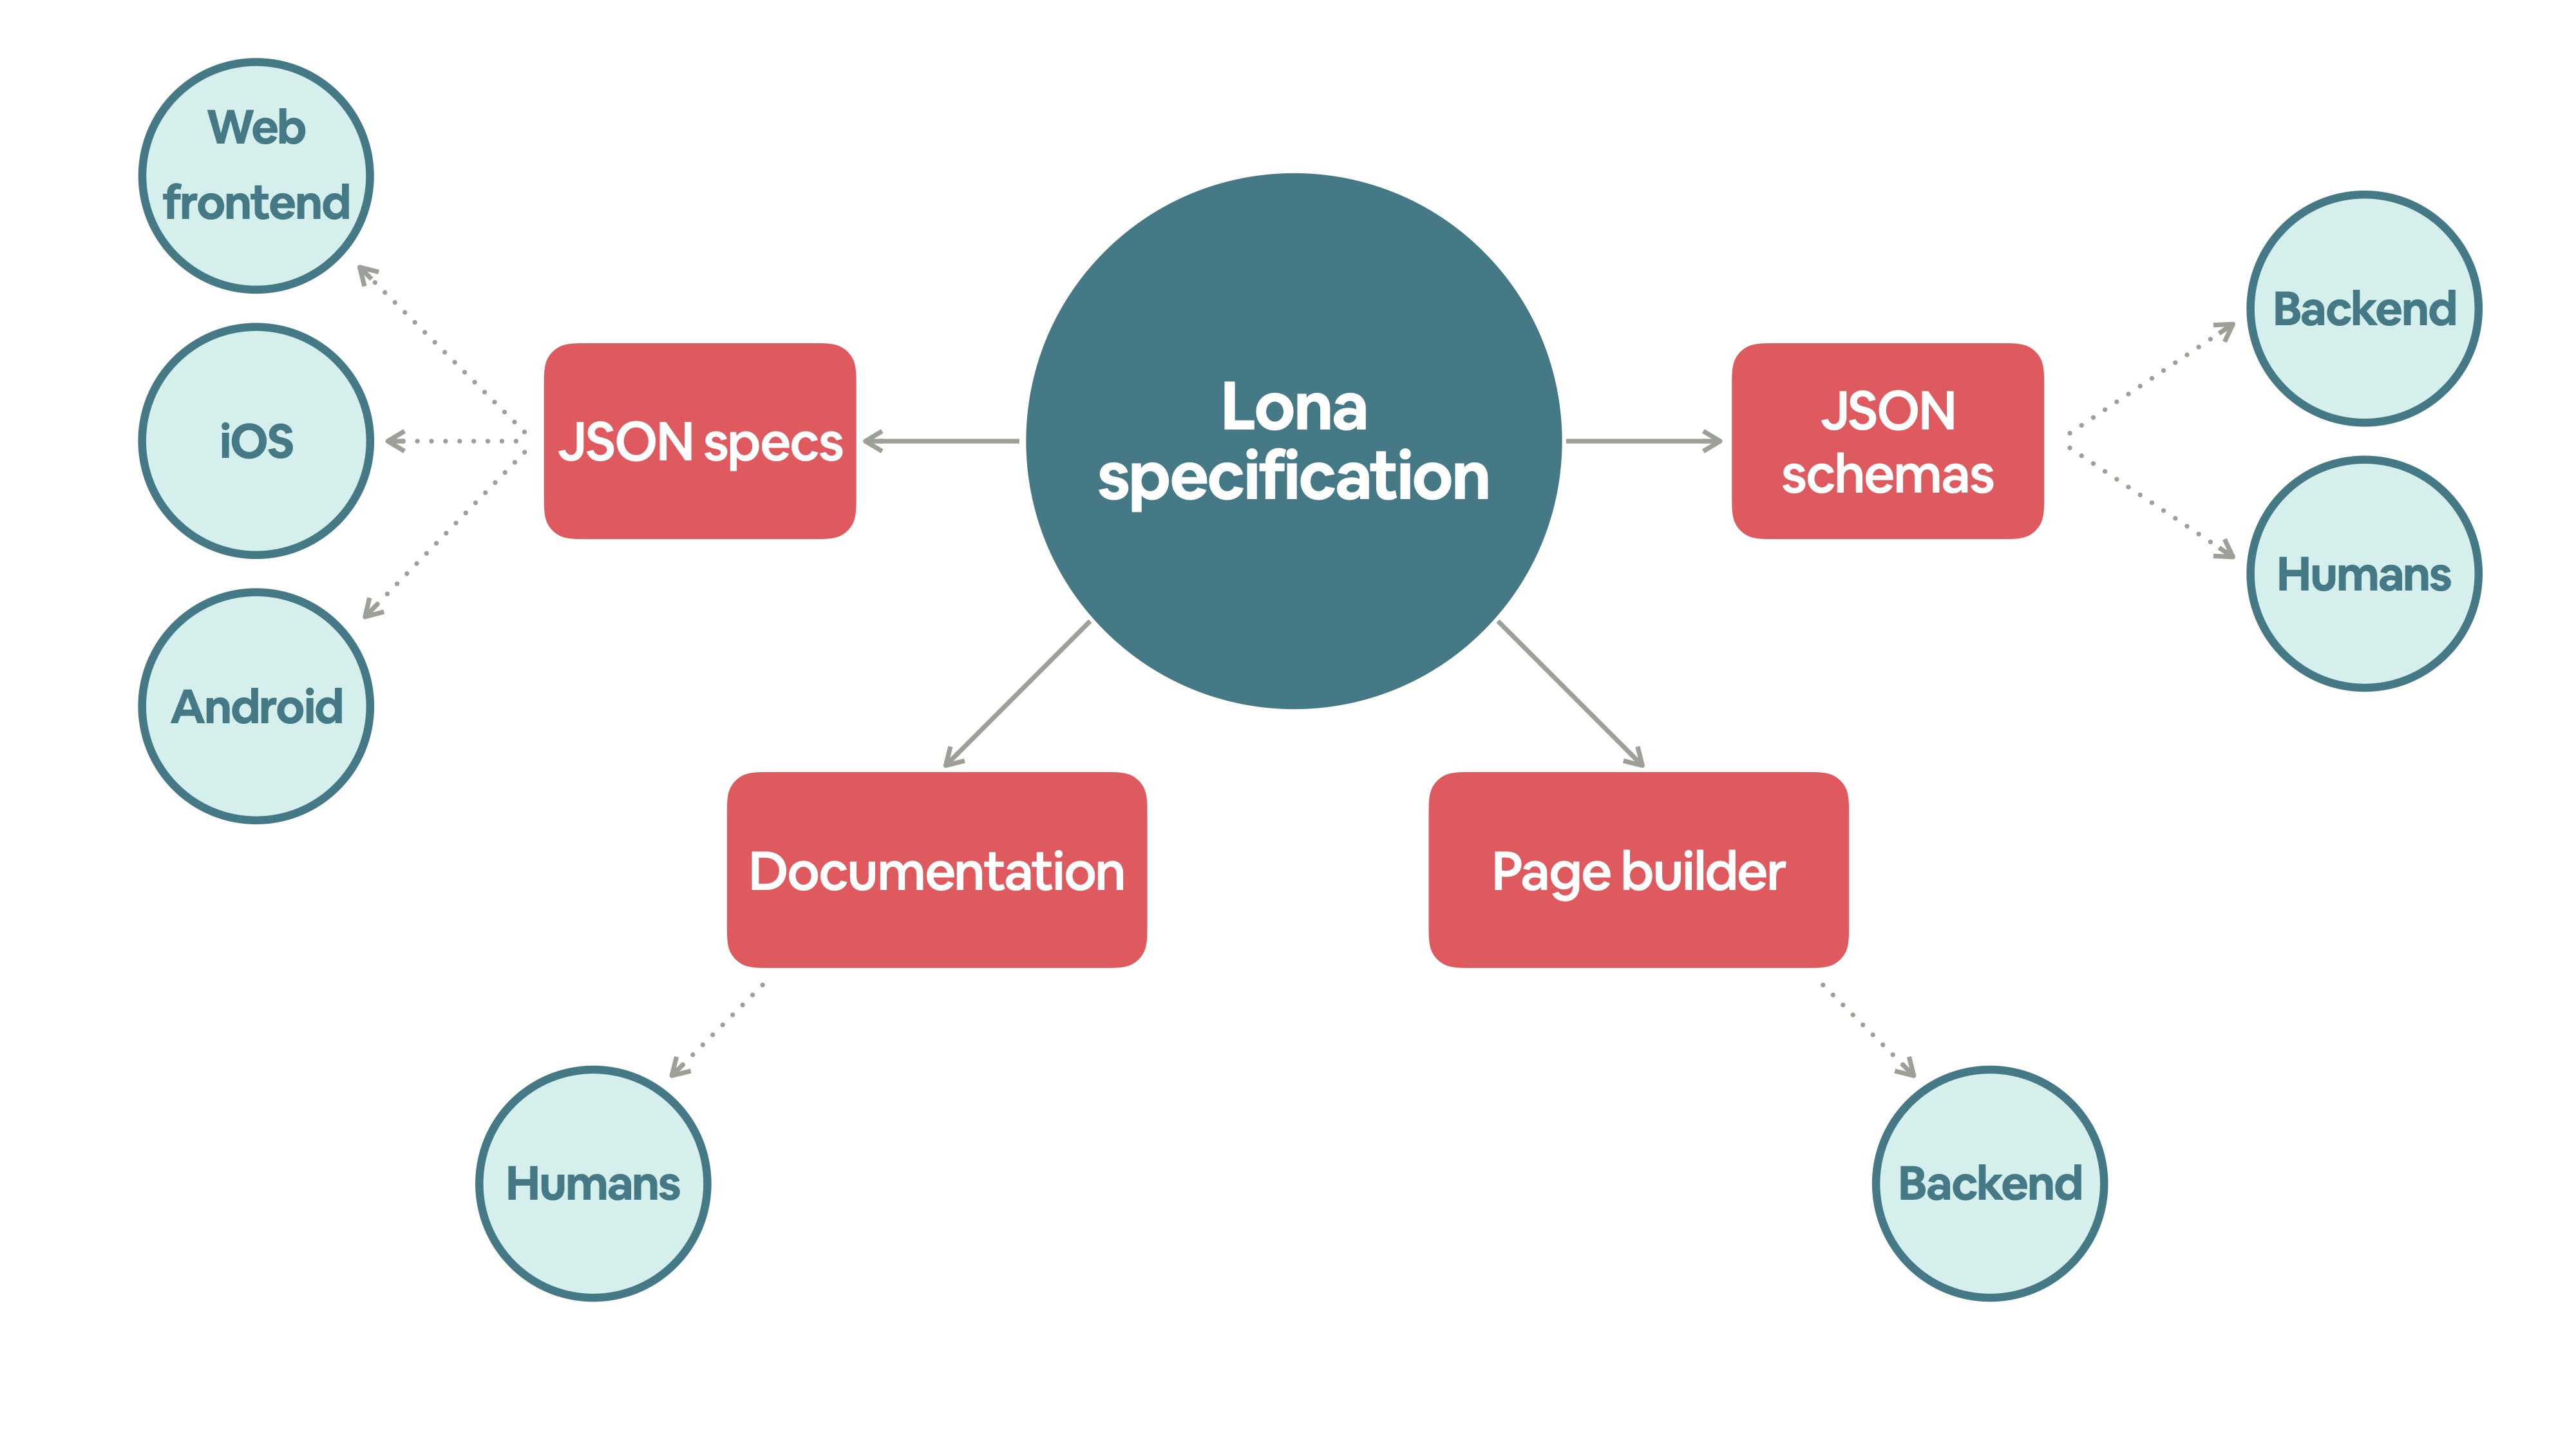 Web
frontend
iOS
Android
JSON specs
Lona
specification
JSON
schemas
Backend
Humans
Documentation
Page builder
Humans
Backend